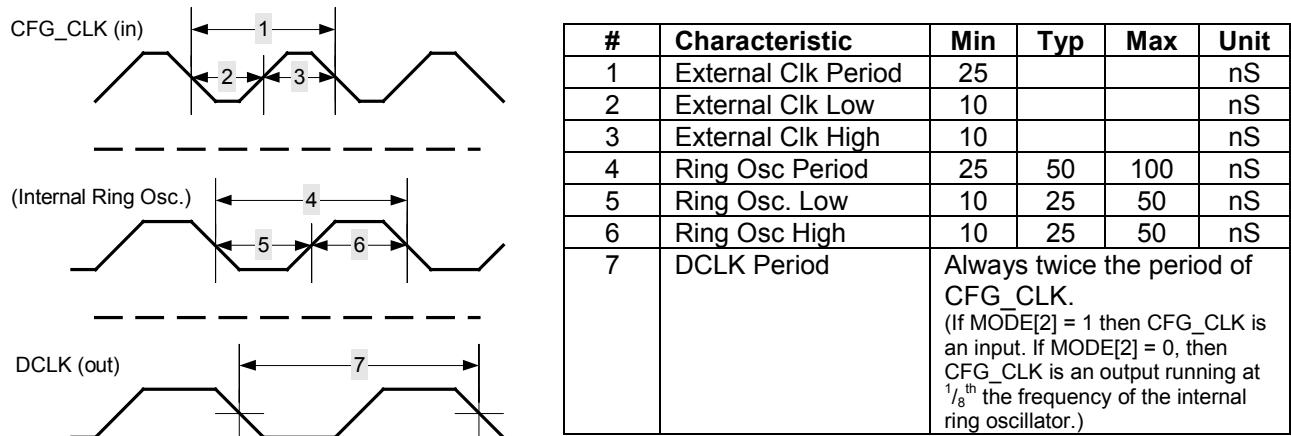 CFG_CLK (in)
1
2
3
(Internal Ring Osc.)
4
5
6
DCLK (out)
7
# Characteristic Min Typ Max Unit
1 External Clk Period 25 nS
2 External Clk Low 10 nS
3 External Clk High 10 nS
4 Ring Osc Period 25 50 100 nS
5 Ring Osc. Low 10 25 50 nS
6 Ring Osc High 10 25 50 nS
7 DCLK Period Always twice the period of
CFG_CLK.
(If MODE[2] = 1 then CFG_CLK is
an input. If MODE[2] = 0, then
CFG_CLK is an output running at
1/8th the frequency of the internal
ring oscillator.)